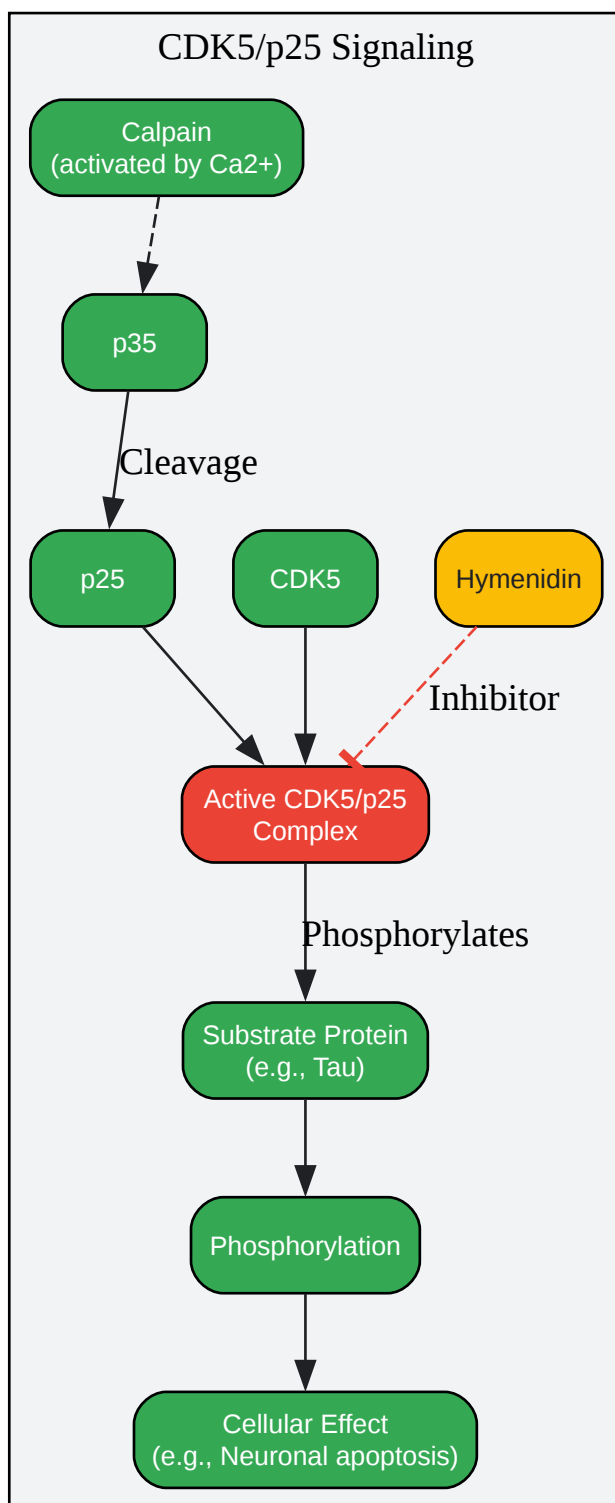 CDK5/p25 Signaling
Calpain
(activated by Ca2+)
p35
Cleavage
p25
CDK5
Hymenidin
Inhibitor
Active CDK5/p25
Complex
Phosphorylates
Substrate Protein
(e.g., Tau)
Phosphorylation
Cellular Effect
(e.g., Neuronal apoptosis)